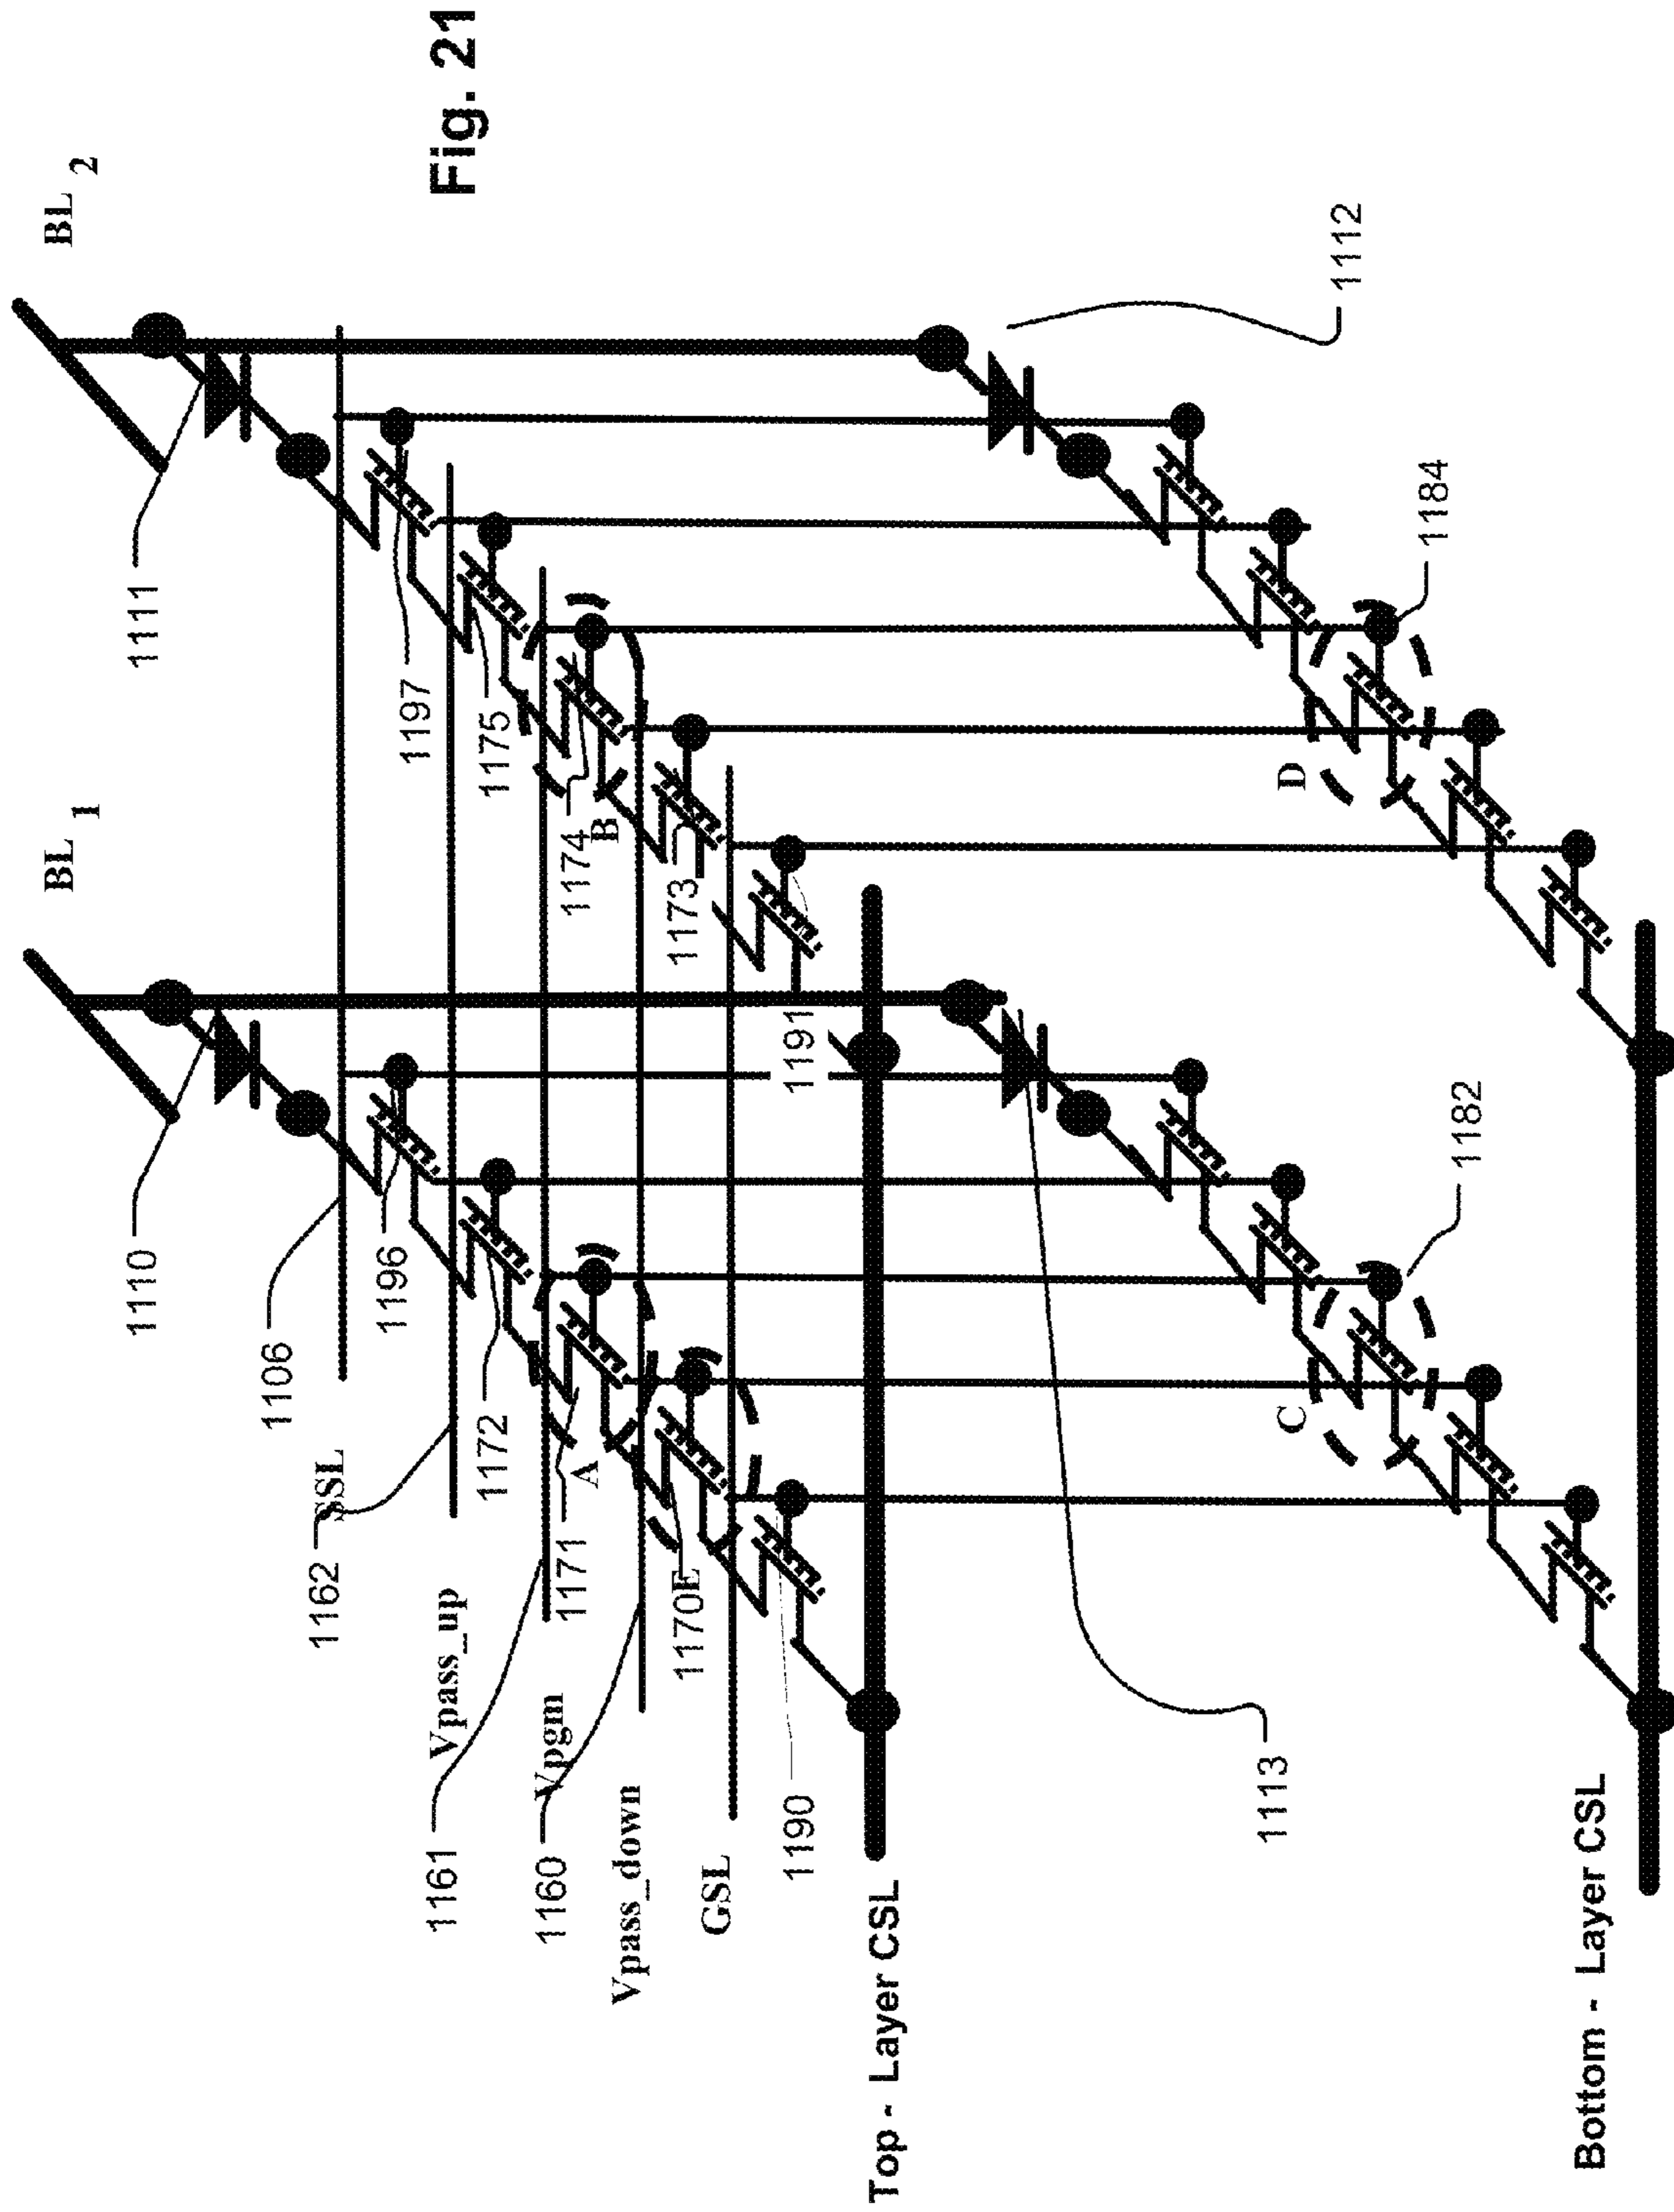 Fig. 21
BL 1
BL 2
1110
1111
1106
1196
1197
1162
SSL
1172
1175
Vpass_up
1161
1171
A
1174
B
Vpgm
1160
1170
E
1173
Vpass_down
GSL
1190
1191
Top - Layer CSL
1113
1112
C
1182
D
1184
Bottom - Layer CSL